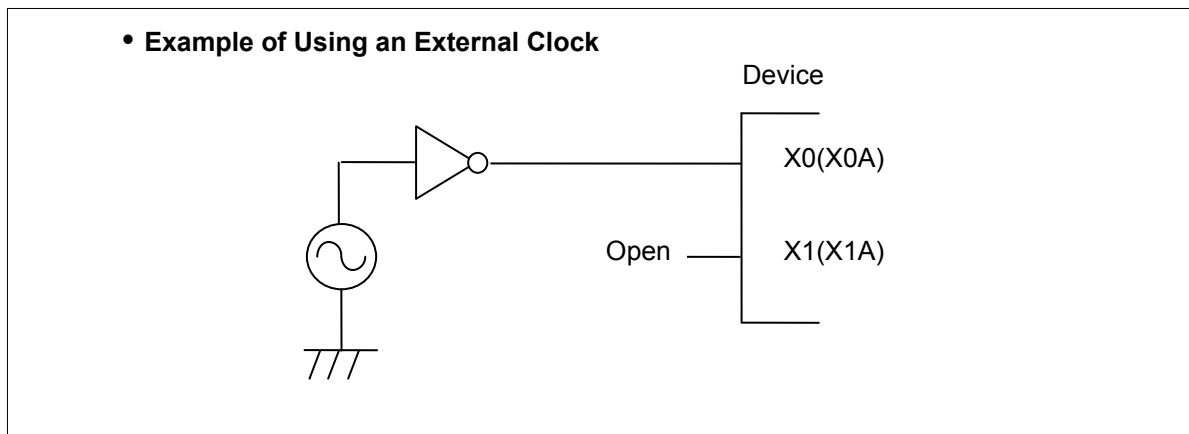 • Example of Using an External Clock
Device
X0(X0A)
Open X1(X1A)